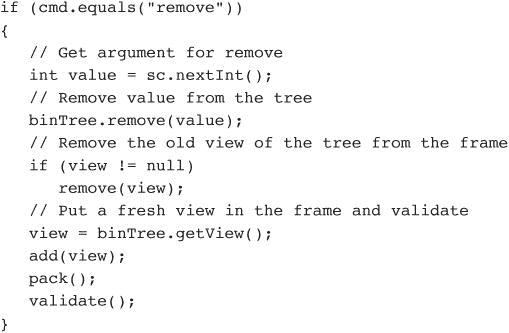 if (cmd.equals("remove"))
{
   // Get argument for remove
   int value = sc.nextInt();
   // Remove value from the tree
   binTree.remove(value);
   // Remove the old view of the tree from the frame
   if (view != null)
      remove(view);
   // Put a fresh view in the frame and validate
   view = binTree.getView();
   add(view);
   pack();
   validate();
}